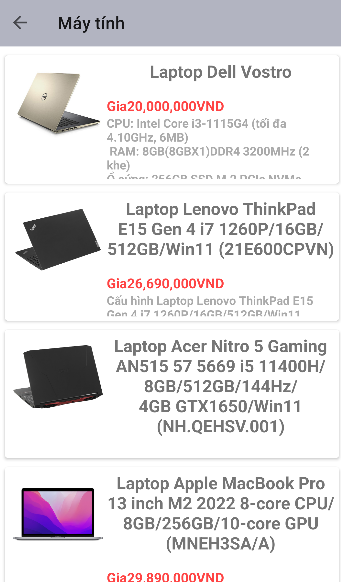 Máy tính
Laptop Dell Vostro
Gia20,000,000VND
CPU: Intel Core i3-1115G4 (tối đa
4.10GHz, 6MB)
RAM: 8GB(8GBX1)DDR4 3200MHz (2
khe)
Ổ cứng: 256GB SSD M.2 PCIe NVMe
Laptop Lenovo ThinkPad
E15 Gen 4 i7 1260P/16GB/
512GB/Win11 (21E600CPVN)
Gia26,690,000VND
Cấu hình Laptop Lenovo ThinkPad E15
Gen 4 i7 1260P/16GB/512GB/Win11
Laptop Acer Nitro 5 Gaming
AN515 57 5669 i5 11400H/
8GB/512GB/144Hz/
4GB GTX1650/Win11
(NH.QEHSV.001)
Laptop Apple MacBook Pro
13 inch M2 2022 8-core CPU/
8GB/256GB/10-core GPU
(MNEH3SA/A)
Gia29,890,000VND